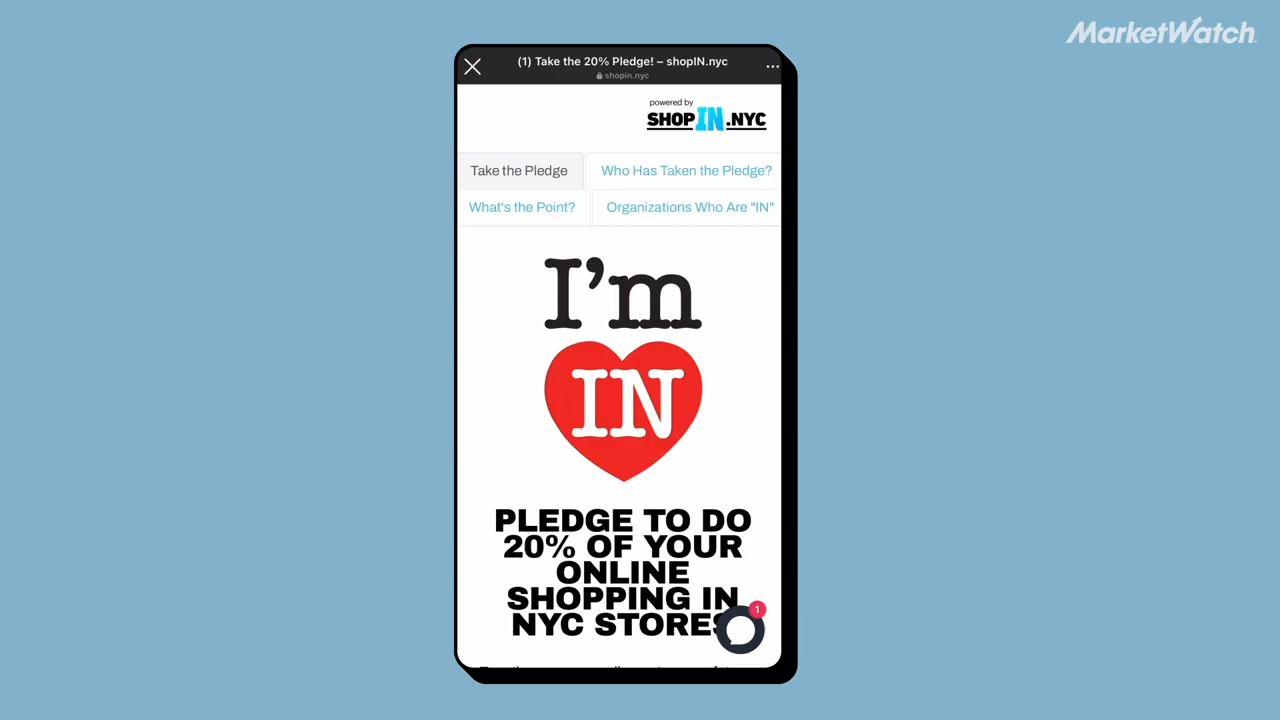 MarketWatch
(1) Take the 20% Pledge! – shopIN.nyc
shopin.nyc
powered by
SHOP IN .NYC
Take the Pledge
Who Has Taken the Pledge?
What's the Point?
Organizations Who Are "IN"
I'm
IN
PLEDGE TO DO
20% OF YOUR
ONLINE
SHOPPING IN
NYC STORES
1